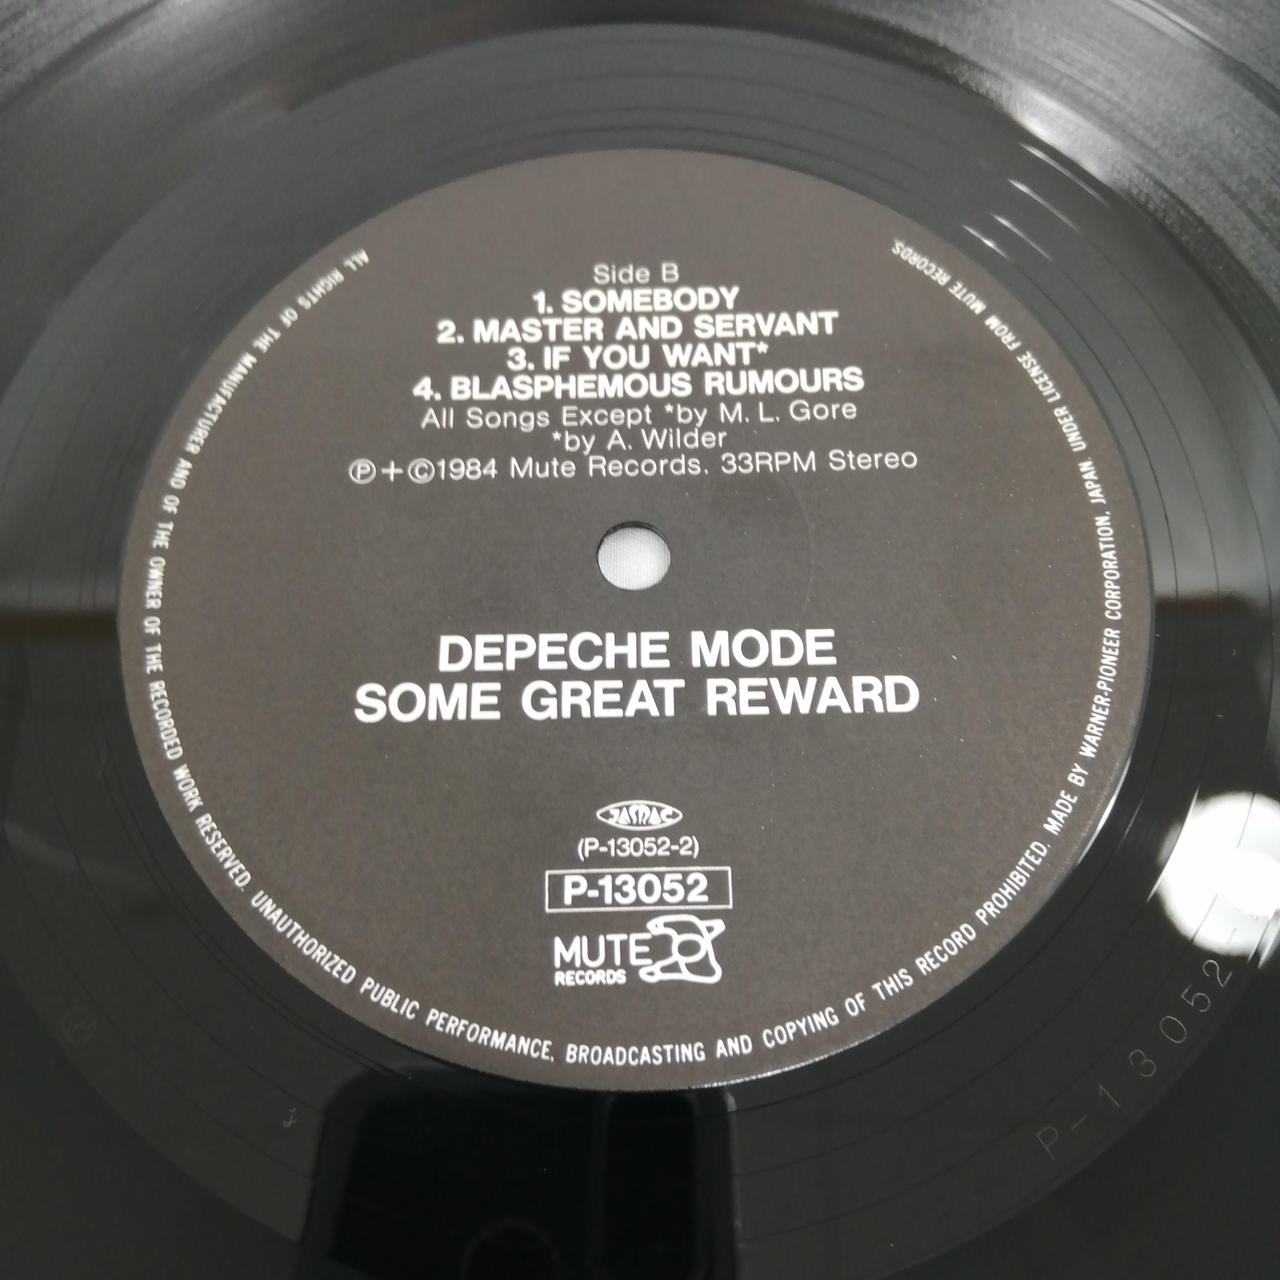 Side B
1. SOMEBODY
2. MASTER AND SERVANT
3. IF YOU WANT*
4. BLASPHEMOUS RUMOURS
All Songs Except *by M. L. Gore
*by A. Wilder
Ⓟ+©1984 Mute Records. 33RPM Stereo
DEPECHE MODE
SOME GREAT REWARD
JASRAC
(P-13052-2)
P-13052
MUTE
RECORDS
ALL RIGHTS OF THE MANUFACTURER AND OF THE OWNER OF THE RECORDED WORK RESERVED. UNAUTHORIZED PUBLIC PERFORMANCE, BROADCASTING AND COPYING OF THIS RECORD PROHIBITED. MADE BY WARNER-PIONEER CORPORATION, JAPAN. UNDER LICENSE FROM MUTE RECORDS.
P-13052